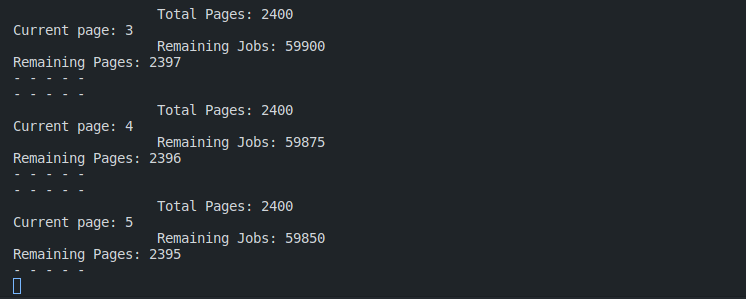 Total Pages: 2400
Current page: 3
Remaining Jobs: 59900
Remaining Pages: 2397
- - - - -
- - - - -
Total Pages: 2400
Current page: 4
Remaining Jobs: 59875
Remaining Pages: 2396
- - - - -
- - - - -
Total Pages: 2400
Current page: 5
Remaining Jobs: 59850
Remaining Pages: 2395
- - - - -